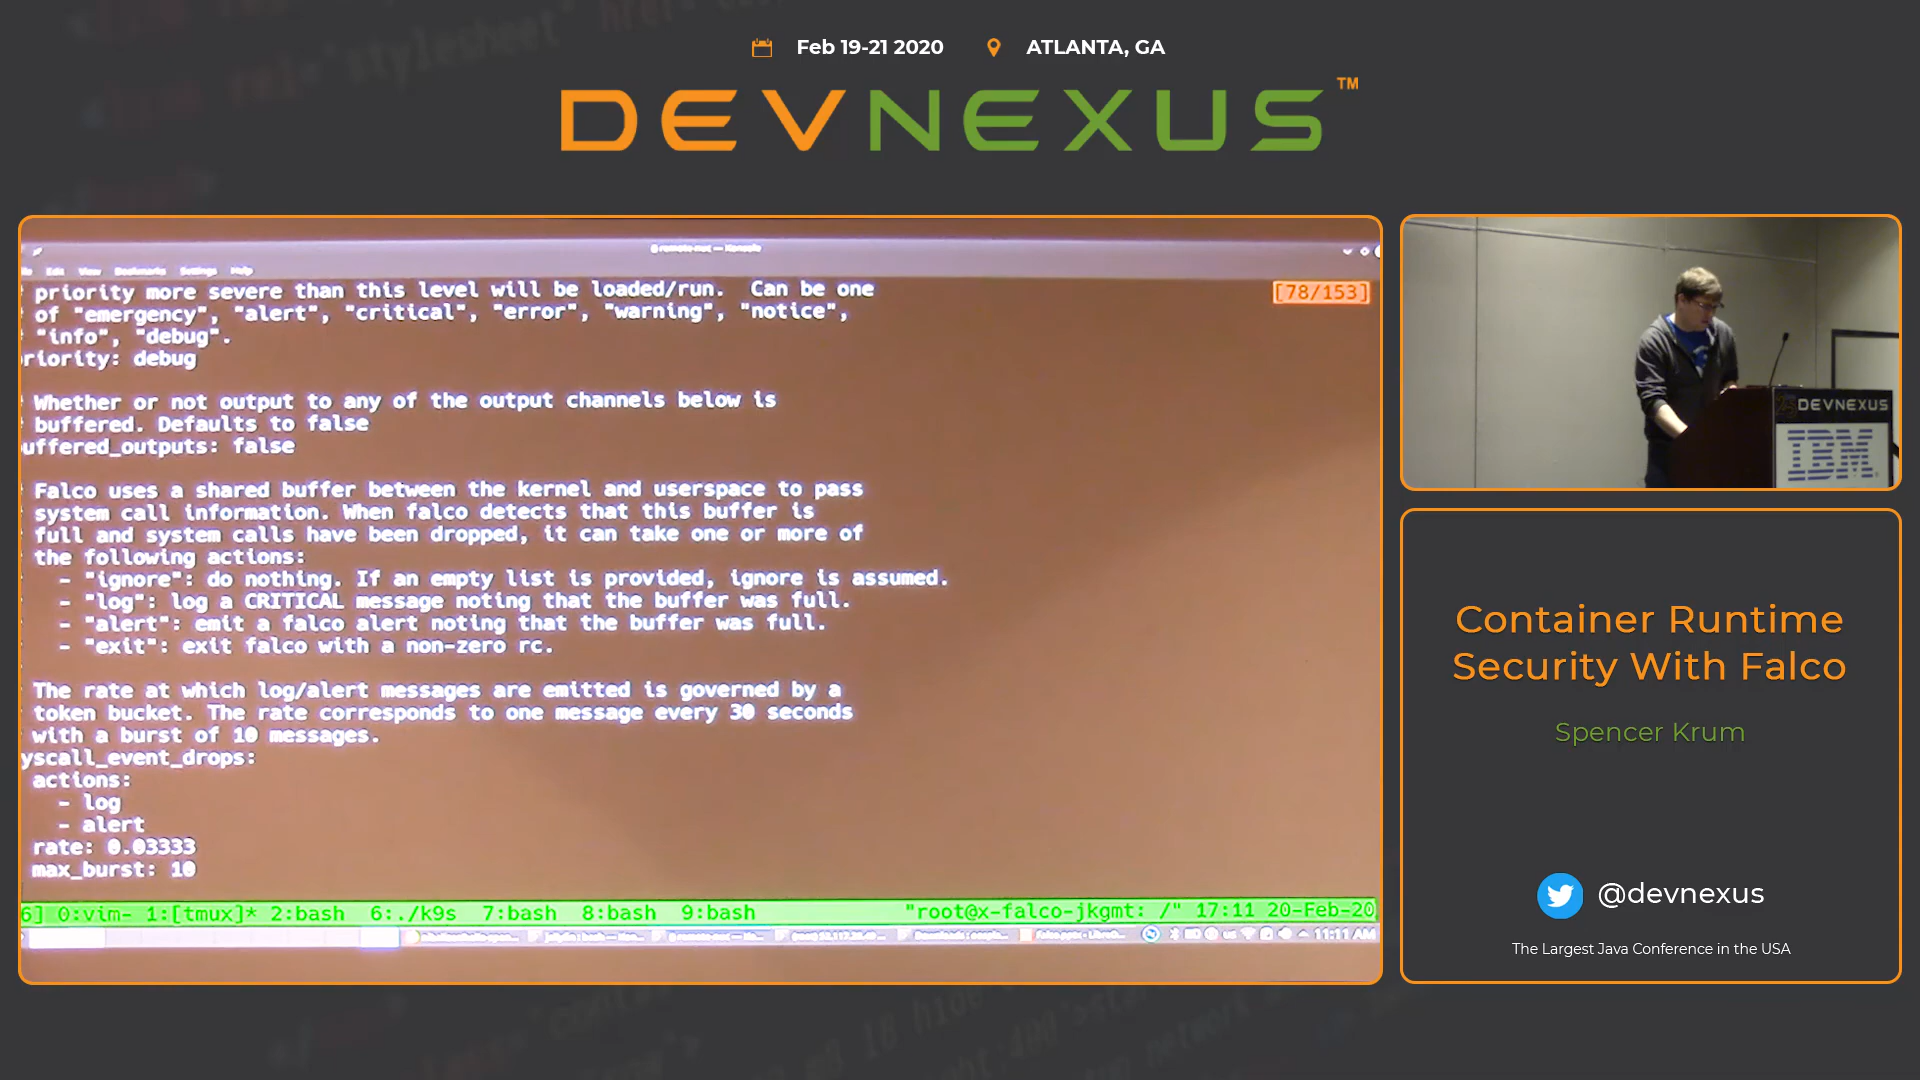 Feb 19-21 2020
ATLANTA, GA
DEVNEXUS™
Edit View Bookmarks Settings Help
[78/153]
priority more severe than this level will be loaded/run.  Can be one
of "emergency", "alert", "critical", "error", "warning", "notice",
"info", "debug".
riority: debug
Whether or not output to any of the output channels below is
buffered. Defaults to false
uffered_outputs: false
Falco uses a shared buffer between the kernel and userspace to pass
system call information. When falco detects that this buffer is
full and system calls have been dropped, it can take one or more of
the following actions:
- "ignore": do nothing. If an empty list is provided, ignore is assumed.
- "log": log a CRITICAL message noting that the buffer was full.
- "alert": emit a falco alert noting that the buffer was full.
- "exit": exit falco with a non-zero rc.
The rate at which log/alert messages are emitted is governed by a
token bucket. The rate corresponds to one message every 30 seconds
with a burst of 10 messages.
yscall_event_drops:
actions:
- log
- alert
rate: 0.03333
max_burst: 10
6] 0:vim- 1:[tmux]* 2:bash  6:./k9s  7:bash  8:bash  9:bash "root@x-falco-jkgmt: /" 17:11 20-Feb-20
11:11 AM
DEVNEXUS
IBM
Container Runtime
Security With Falco
Spencer Krum
@devnexus
The Largest Java Conference in the USA